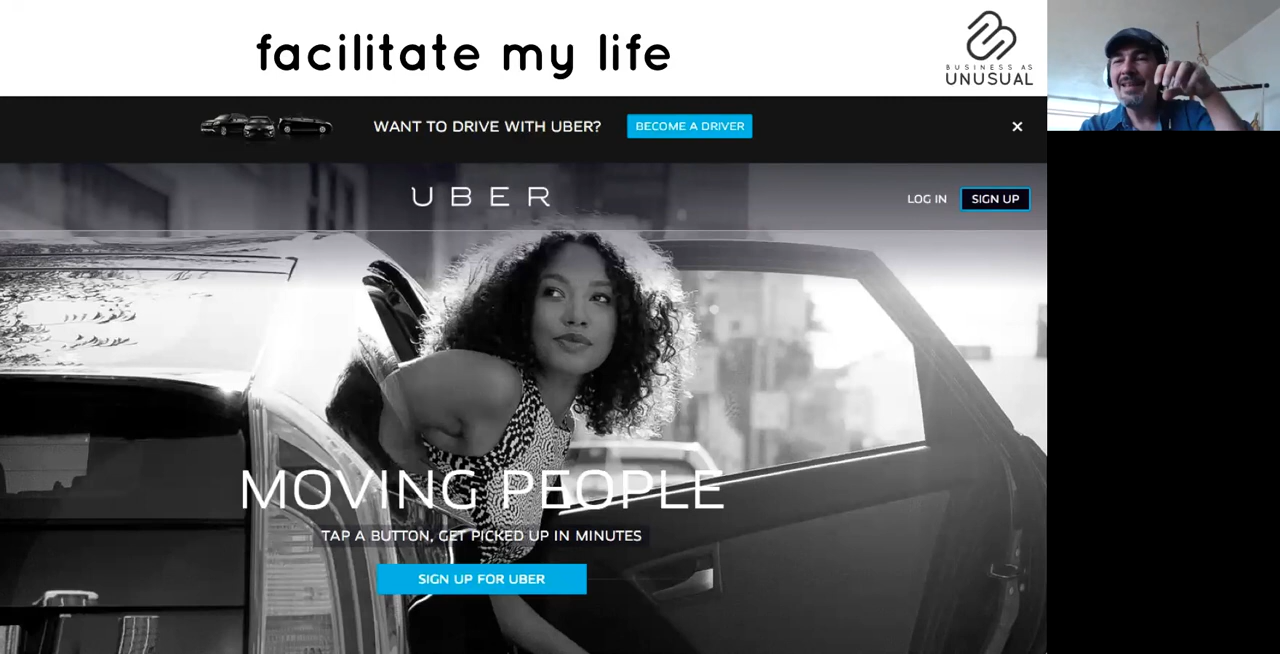 facilitate my life
BUSINESS AS
UNUSUAL
WANT TO DRIVE WITH UBER?
BECOME A DRIVER
UBER
LOG IN
SIGN UP
MOVING PEOPLE
TAP A BUTTON, GET PICKED UP IN MINUTES
SIGN UP FOR UBER